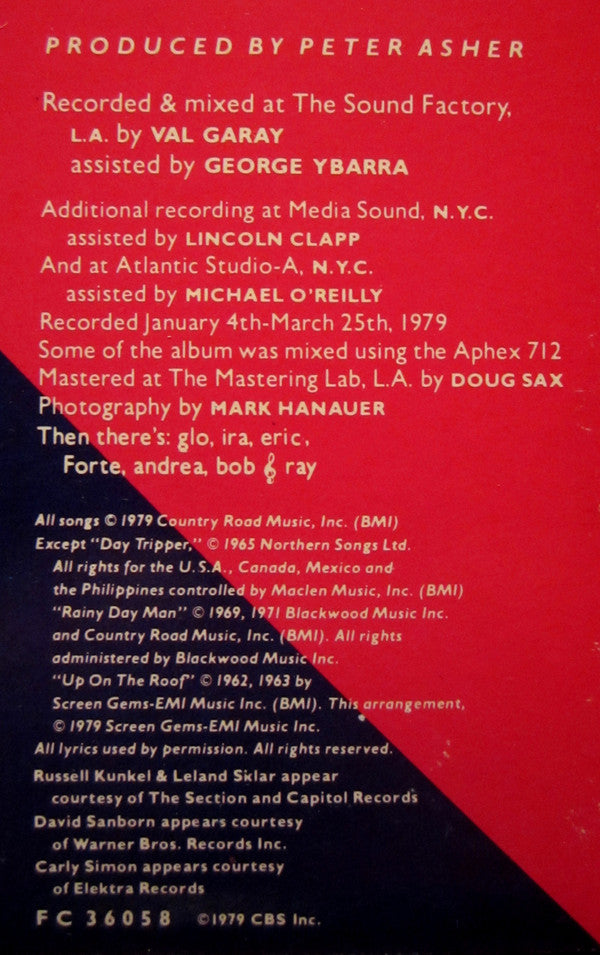 PRODUCED BY PETER ASHER
Recorded & mixed at The Sound Factory,
L.A. by VAL GARAY
assisted by GEORGE YBARRA
Additional recording at Media Sound, N.Y.C.
assisted by LINCOLN CLAPP
And at Atlantic Studio-A, N.Y.C.
assisted by MICHAEL O'REILLY
Recorded January 4th-March 25th, 1979
Some of the album was mixed using the Aphex 712
Mastered at The Mastering Lab, L.A. by DOUG SAX
Photography by MARK HANAUER
Then there's: glo, ira, eric,
Forte, andrea, bob 𝄞 ray
All songs © 1979 Country Road Music, Inc. (BMI)
Except "Day Tripper," © 1965 Northern Songs Ltd.
All rights for the U.S.A., Canada, Mexico and
the Philippines controlled by Maclen Music, Inc. (BMI)
"Rainy Day Man" © 1969, 1971 Blackwood Music Inc.
and Country Road Music, Inc. (BMI). All rights
administered by Blackwood Music Inc.
"Up On The Roof" © 1962, 1963 by
Screen Gems-EMI Music Inc. (BMI). This arrangement,
© 1979 Screen Gems-EMI Music Inc.
All lyrics used by permission. All rights reserved.
Russell Kunkel & Leland Sklar appear
courtesy of The Section and Capitol Records
David Sanborn appears courtesy
of Warner Bros. Records Inc.
Carly Simon appears courtesy
of Elektra Records
FC 36058 ©1979 CBS Inc.